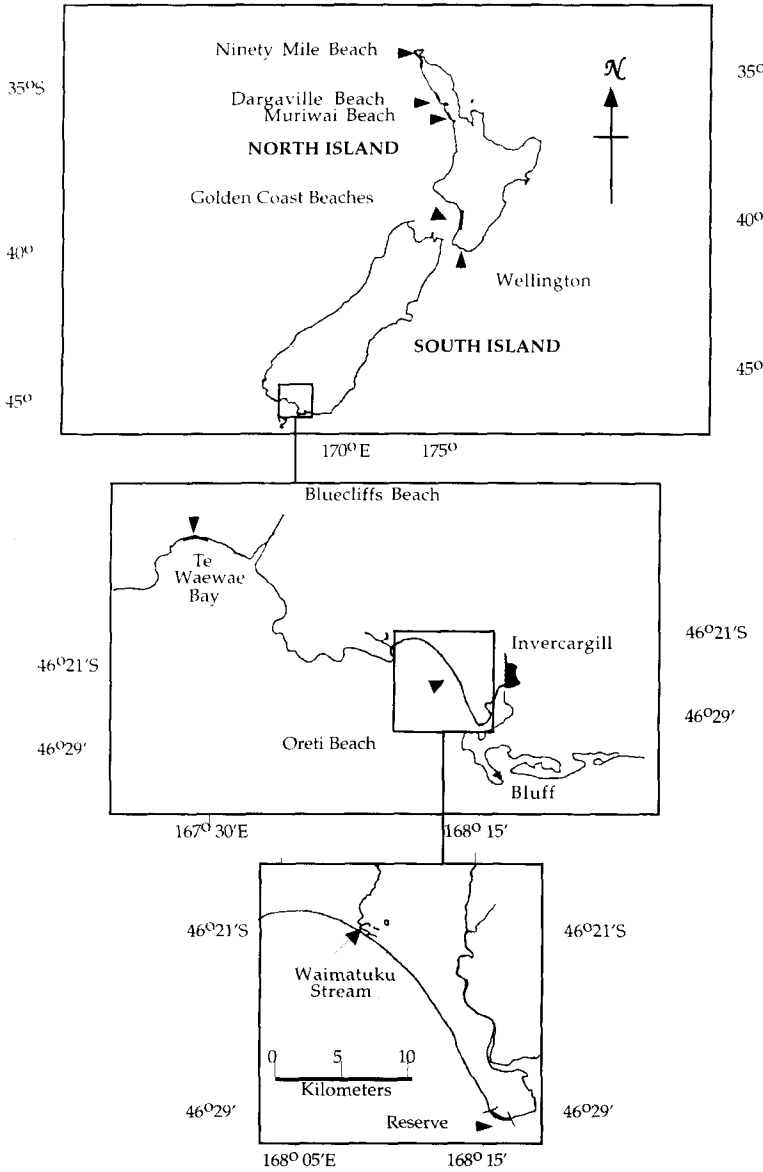 Ninety Mile Beach
35°S
35°
N
Dargaville Beach
Muriwai Beach
NORTH ISLAND
Golden Coast Beaches
40°
40°
Wellington
SOUTH ISLAND
45°
45°
170° E
175°
Bluecliffs Beach
Te
Waewae
Bay
46°21'S
Invercargill
46°21'S
46°29'
Oreti Beach
46°29'
Bluff
167° 30'E
168° 15'
46°21'S
46°21'S
Waimatuku
Stream
0 5 10
Kilometers
46°29'
Reserve
46°29'
168° 05'E
168° 15'